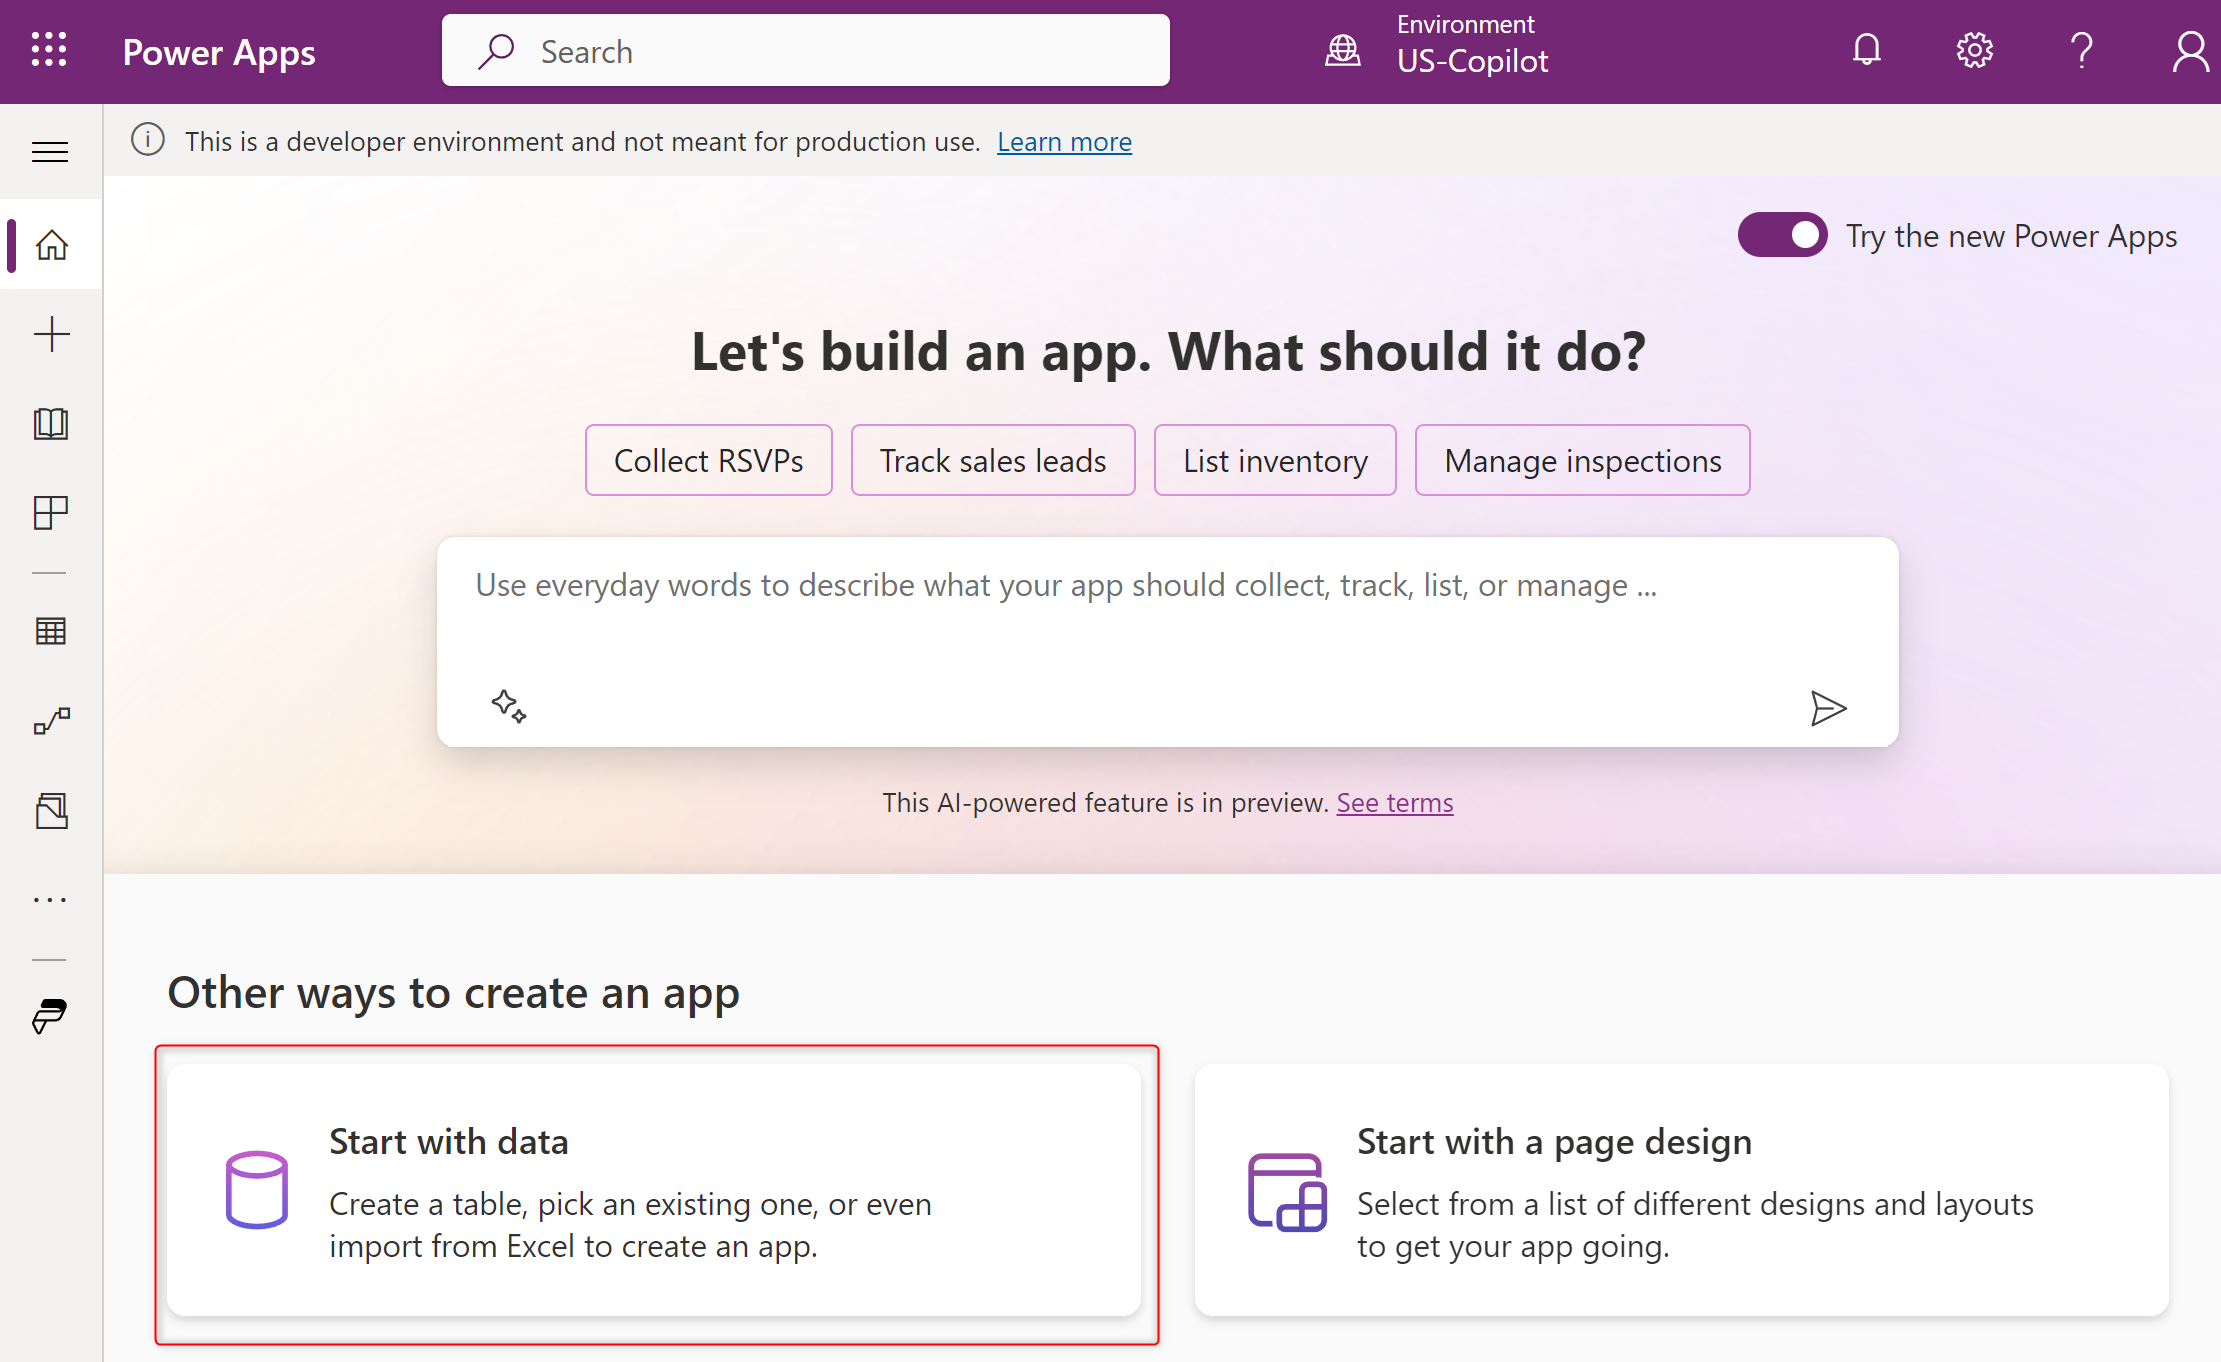 Power Apps
Search
Environment
US-Copilot
This is a developer environment and not meant for production use. Learn more
Try the new Power Apps
Let's build an app. What should it do?
Collect RSVPs
Track sales leads
List inventory
Manage inspections
Use everyday words to describe what your app should collect, track, list, or manage ...
This AI-powered feature is in preview. See terms
Other ways to create an app
Start with data
Create a table, pick an existing one, or even
import from Excel to create an app.
Start with a page design
Select from a list of different designs and layouts
to get your app going.